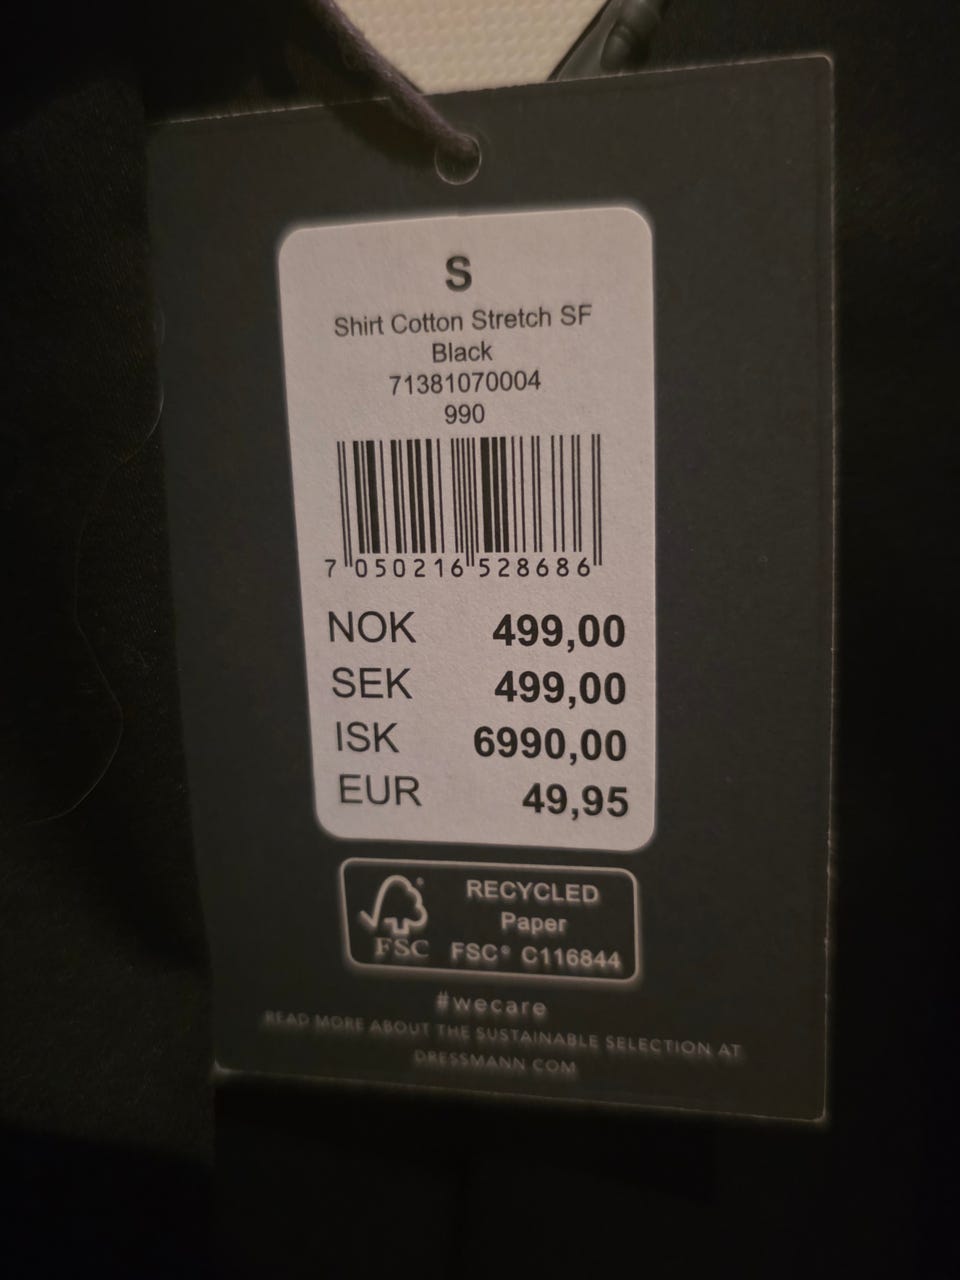 S
Shirt Cotton Stretch SF
Black
71381070004
990
7 050216 528686
NOK 499,00
SEK 499,00
ISK 6990,00
EUR 49,95
FSC®
RECYCLED
Paper
FSC® C116844
#wecare
READ MORE ABOUT THE SUSTAINABLE SELECTION AT
DRESSMANN.COM